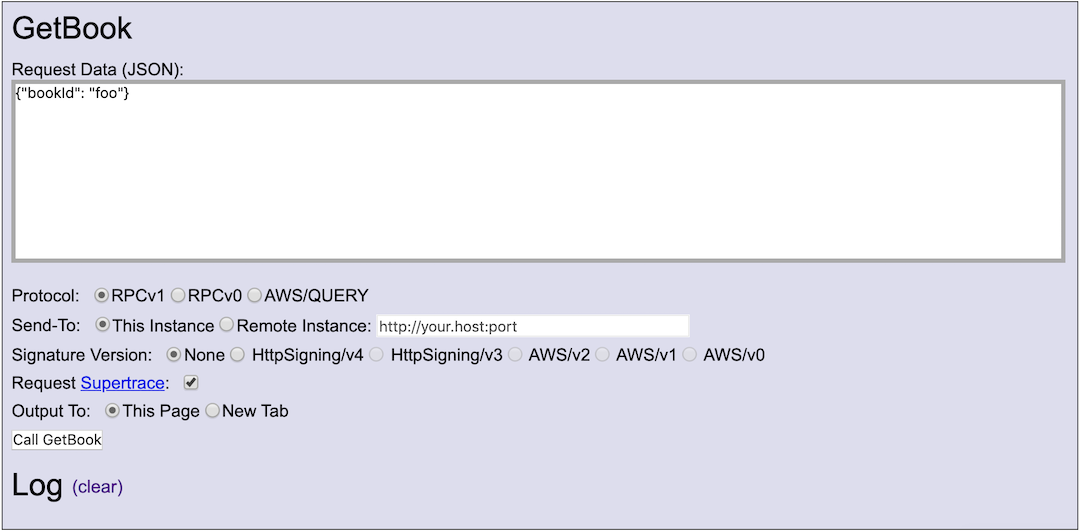 GetBook
Request Data (JSON):
{"bookId": "foo"}
Protocol: RPCv1 RPCv0 AWS/QUERY
Send-To: This Instance Remote Instance: http://your.host:port
Signature Version: None HttpSigning/v4 HttpSigning/v3 AWS/v2 AWS/v1 AWS/v0
Request Supertrace:
Output To: This Page New Tab
Call GetBook
Log (clear)